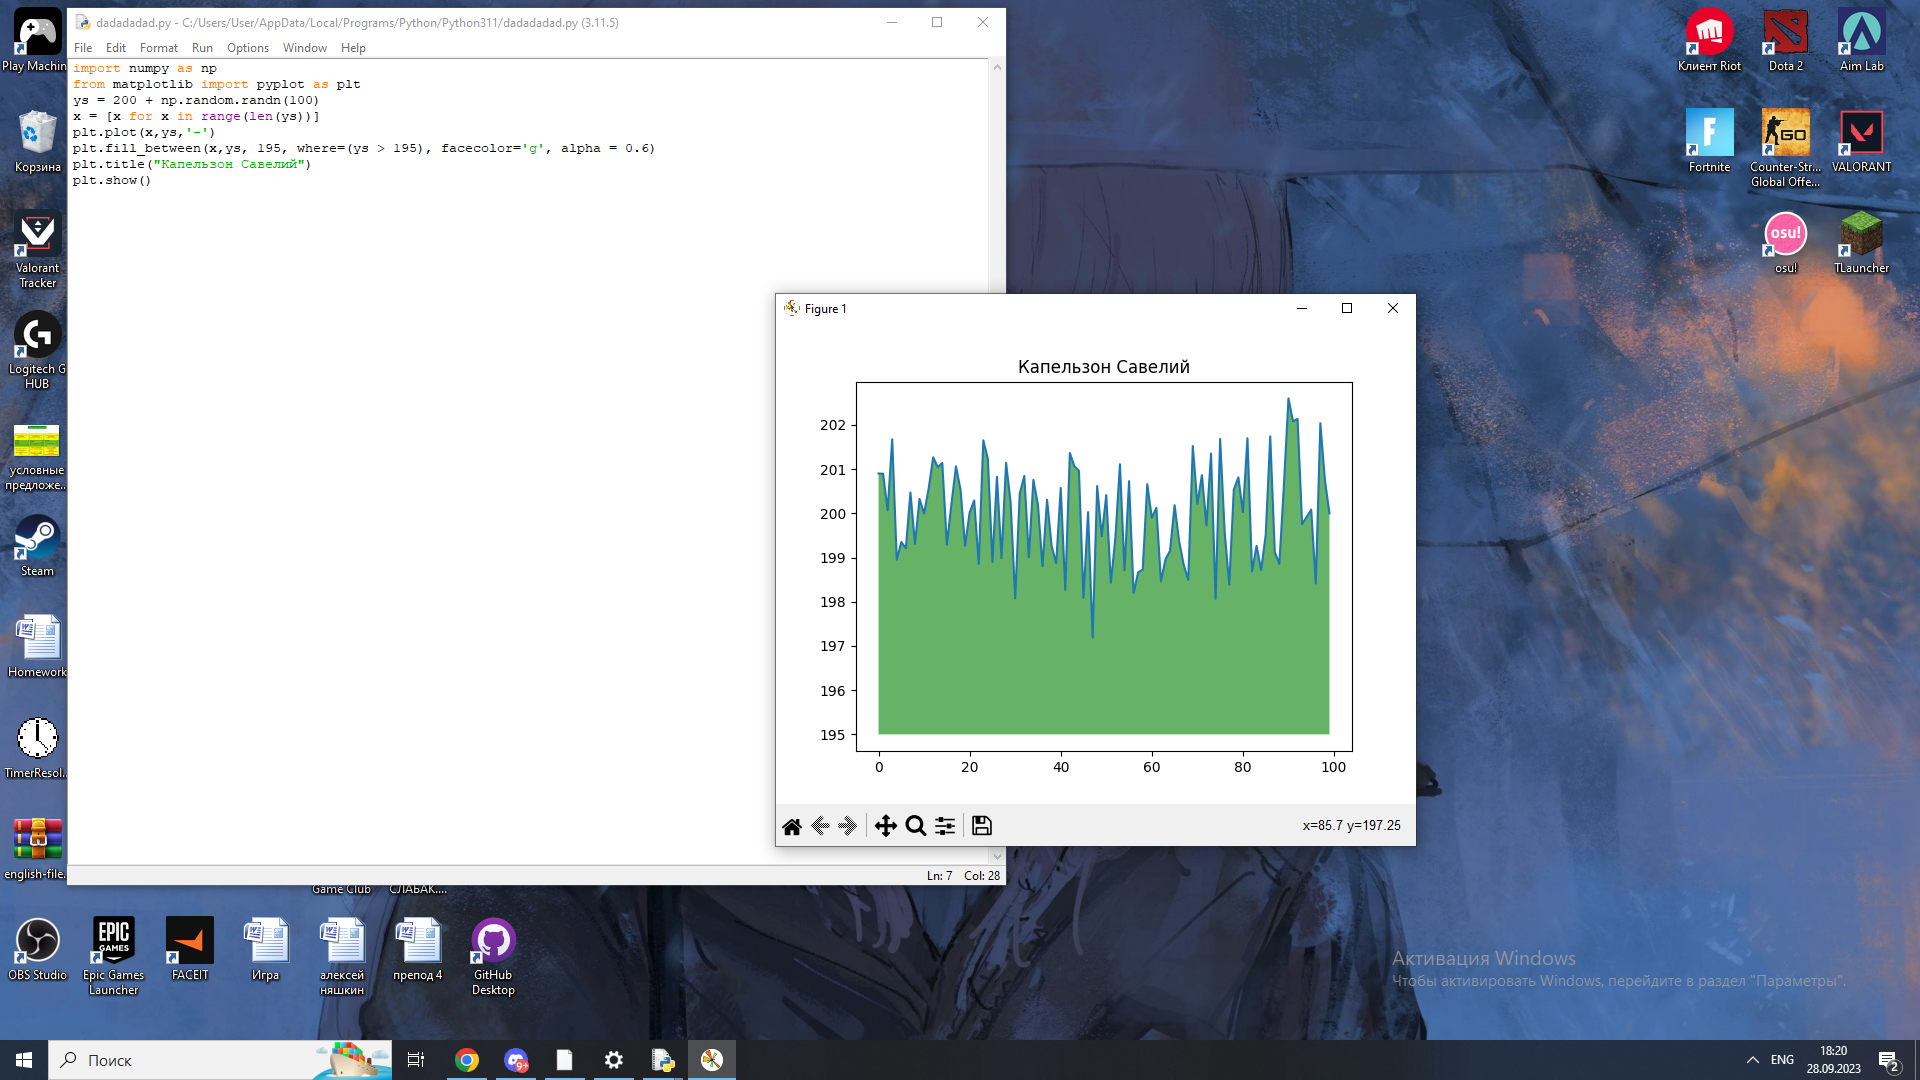 dadadadad.py - C:/Users/User/AppData/Local/Programs/Python/Python311/dadadadad.py (3.11.5)
File Edit Format Run Options Window Help
import numpy as np
from matplotlib import pyplot as plt
ys = 200 + np.random.randn(100)
x = [x for x in range(len(ys))]
plt.plot(x,ys,'-')
plt.fill_between(x,ys, 195, where=(ys > 195), facecolor='g', alpha = 0.6)
plt.title("Капельзон Савелий")
plt.show()
Ln: 7 Col: 28
Figure 1
Капельзон Савелий
202
201
200
199
198
197
196
195
0 20 40 60 80 100
x=85.7 y=197.25
Play Machin
Корзина
Valorant
Tracker
Logitech G
HUB
условные
предложе...
Steam
Homework
TimerResol...
english-file.
Game Club
СЛАБАК....
OBS Studio
EPIC
GAMES
Epic Games
Launcher
FACEIT
Игра
алексей
няшкин
препод 4
GitHub
Desktop
Клиент Riot
Dota 2
Aim Lab
Fortnite
GO
Counter-Str...
Global Offe...
VALORANT
osu!
osu!
TLauncher
Активация Windows
Чтобы активировать Windows, перейдите в раздел "Параметры".
Поиск
9+
ENG
18:20
28.09.2023
2